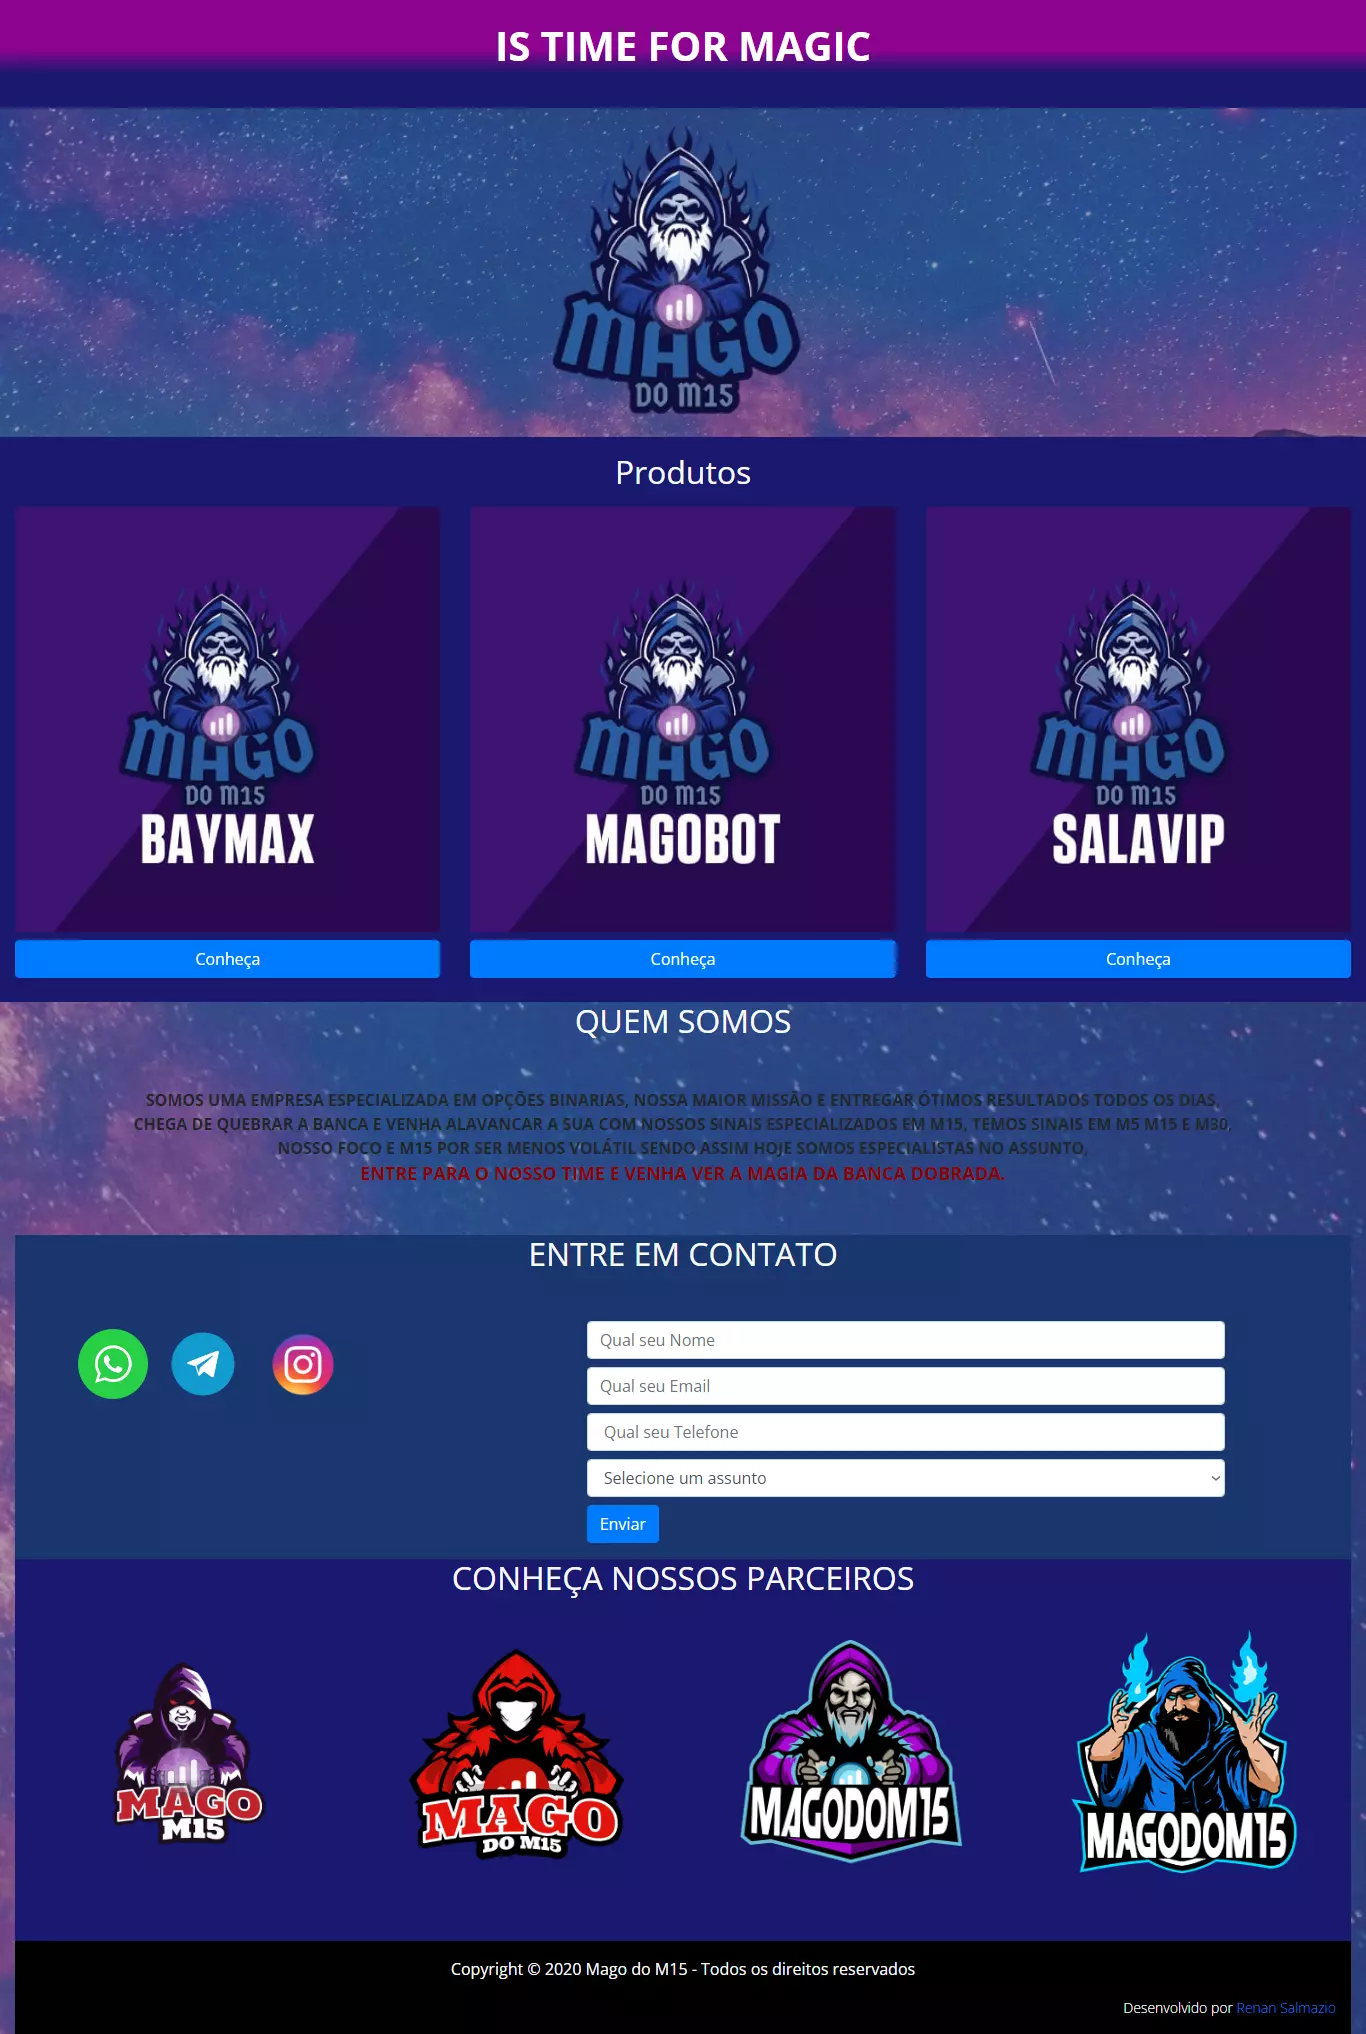 IS TIME FOR MAGIC
MAGO
DO M15
Produtos
MAGO
DO M15
BAYMAX
MAGO
DO M15
MAGOBOT
MAGO
DO M15
SALAVIP
Conheça
Conheça
Conheça
QUEM SOMOS
SOMOS UMA EMPRESA ESPECIALIZADA EM OPÇÕES BINARIAS, NOSSA MAIOR MISSÃO E ENTREGAR ÓTIMOS RESULTADOS TODOS OS DIAS,
CHEGA DE QUEBRAR A BANCA E VENHA ALAVANCAR A SUA COM NOSSOS SINAIS ESPECIALIZADOS EM M15, TEMOS SINAIS EM M5 M15 E M30,
NOSSO FOCO E M15 POR SER MENOS VOLÁTIL SENDO ASSIM HOJE SOMOS ESPECIALISTAS NO ASSUNTO,
ENTRE PARA O NOSSO TIME E VENHA VER A MAGIA DA BANCA DOBRADA.
ENTRE EM CONTATO
Qual seu Nome
Qual seu Email
Qual seu Telefone
Selecione um assunto
Enviar
CONHEÇA NOSSOS PARCEIROS
MAGO
M15
MAGO
DO M15
MAGODOM15
MAGODOM15
Copyright © 2020 Mago do M15 - Todos os direitos reservados
Desenvolvido por Renan Salmazio